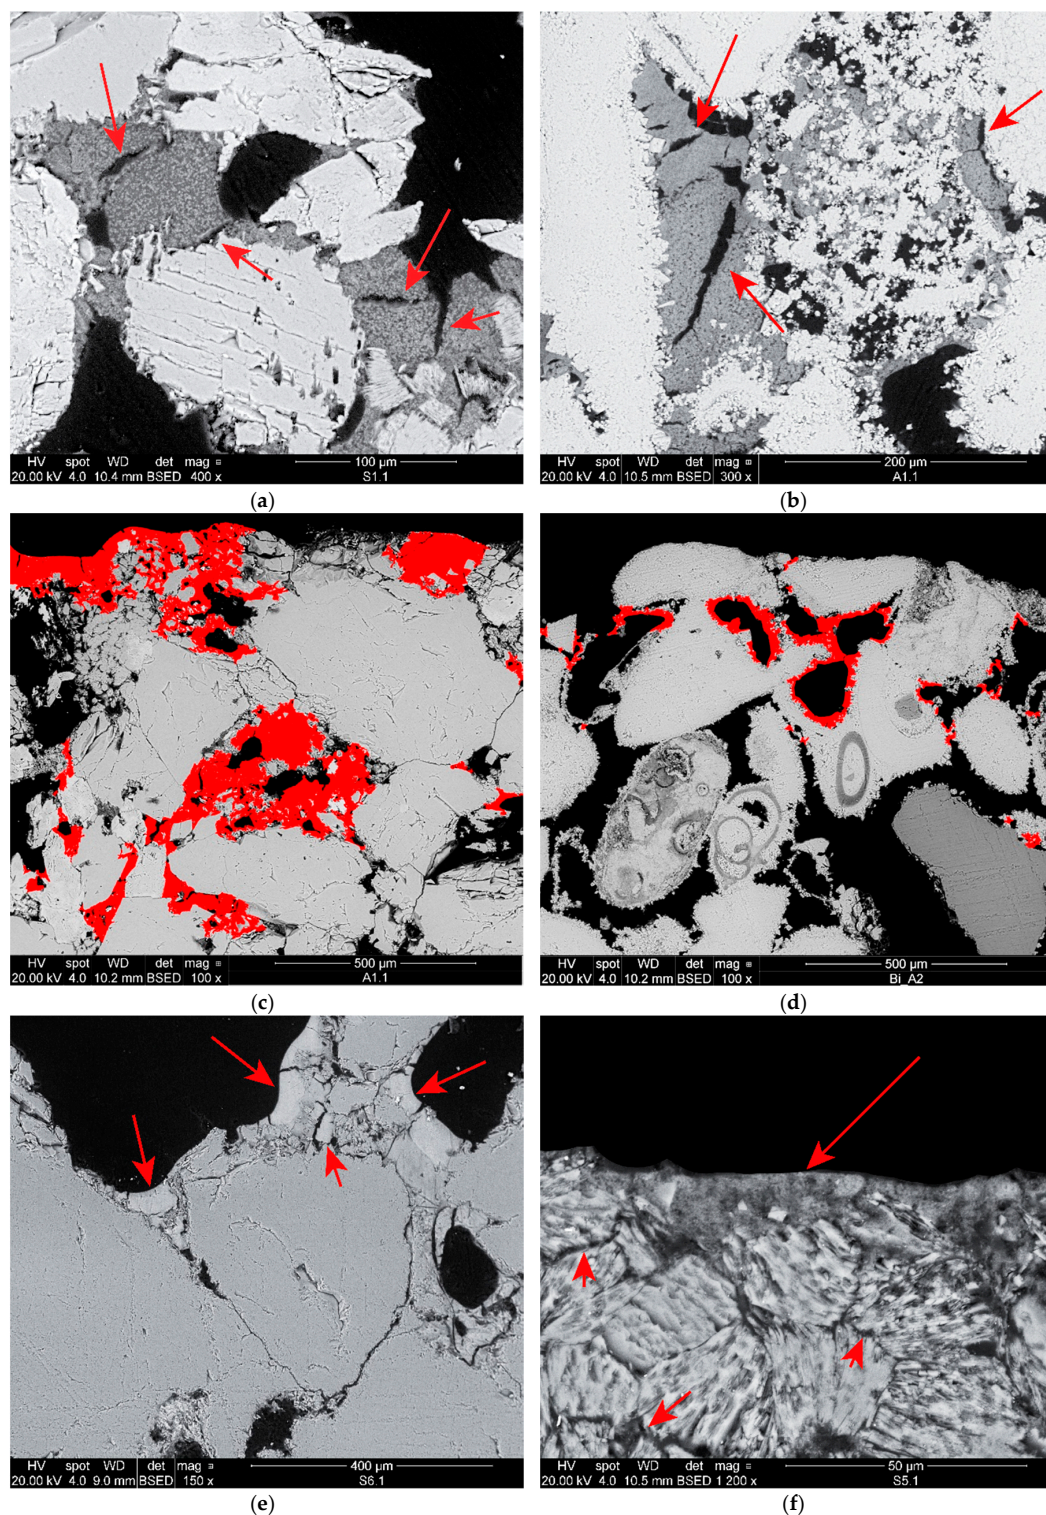 HV spot WD det mag 100 µm
20.00 kV 4.0 10.4 mm BSED 400 x S1.1
(a)
HV spot WD det mag 200 µm
20.00 kV 4.0 10.5 mm BSED 300 x A1.1
(b)
HV spot WD det mag 500 µm
20.00 kV 4.0 10.2 mm BSED 100 x A1.1
(c)
HV spot WD det mag 500 µm
20.00 kV 4.0 10.2 mm BSED 100 x Bi_A2
(d)
HV spot WD det mag 400 µm
20.00 kV 4.0 9.0 mm BSED 150 x S6.1
(e)
HV spot WD det mag 50 µm
20.00 kV 4.0 10.5 mm BSED 1 200 x S5.1
(f)